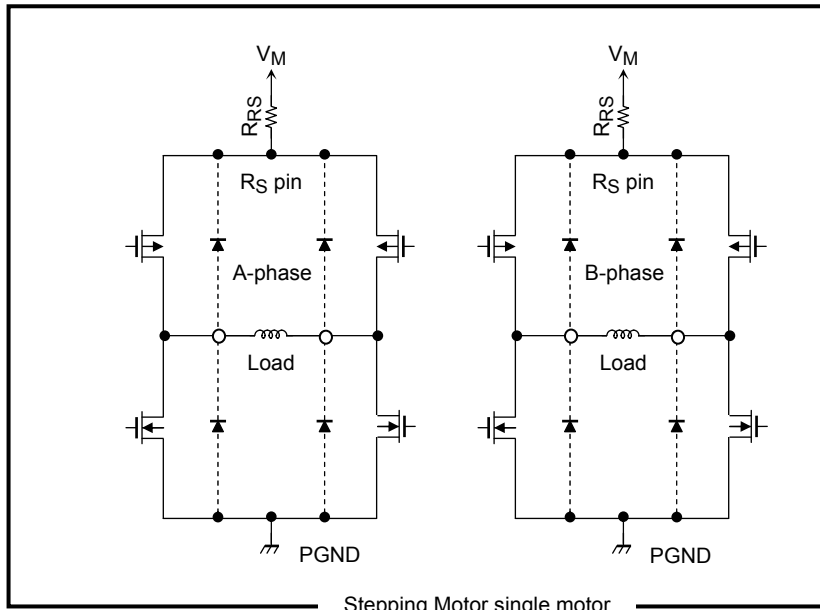 VM
VM
RRS
RRS
RS pin
RS pin
A-phase
B-phase
Load
Load
PGND
PGND
Stepping Motor single motor